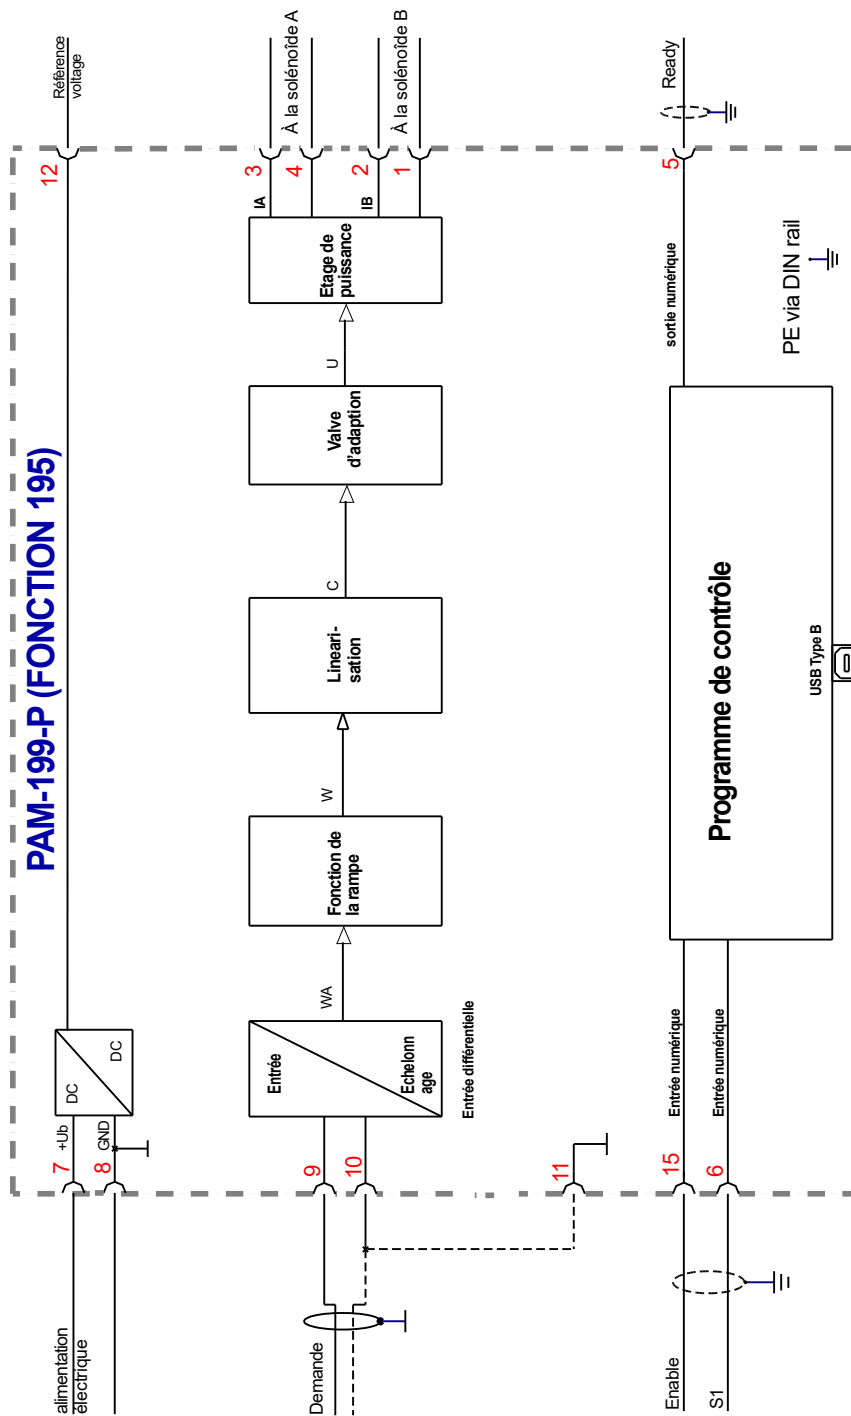 PAM-199-P (FONCTION 195)
alimentation
électrique
7
+Ub
8
GND
DC
DC
12
Référence
voltage
Demande
9
10
11
Entrée
Echelonn
age
Entrée différentielle
WA
Fonction de
la rampe
W
Lineari-
sation
C
Valve
d'adaption
U
Etage de
puissance
IA
IB
3
4
2
1
À la solénoïde A
À la solénoïde B
Enable
S1
15
6
Entrée numérique
Entrée numérique
Programme de contrôle
USB Type B
sortie numérique
5
Ready
PE via DIN rail